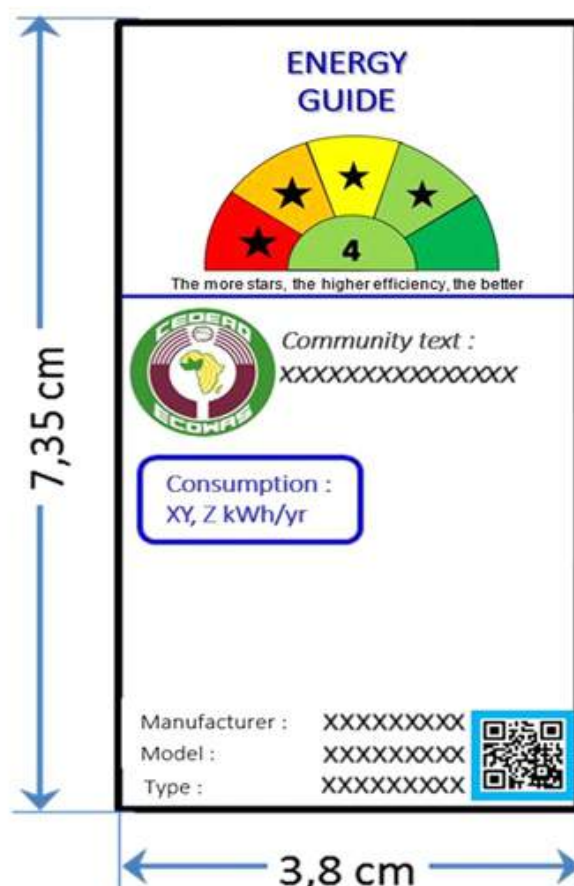 ENERGY
GUIDE
4
The more stars, the higher efficiency, the better
CEDEAO
ECOWAS
Community text :
XXXXXXXXXXXXXXX
Consumption :
XY, Z kWh/yr
Manufacturer : XXXXXXXXX
Model : XXXXXXXXX
Type : XXXXXXXXX
7,35 cm
3,8 cm